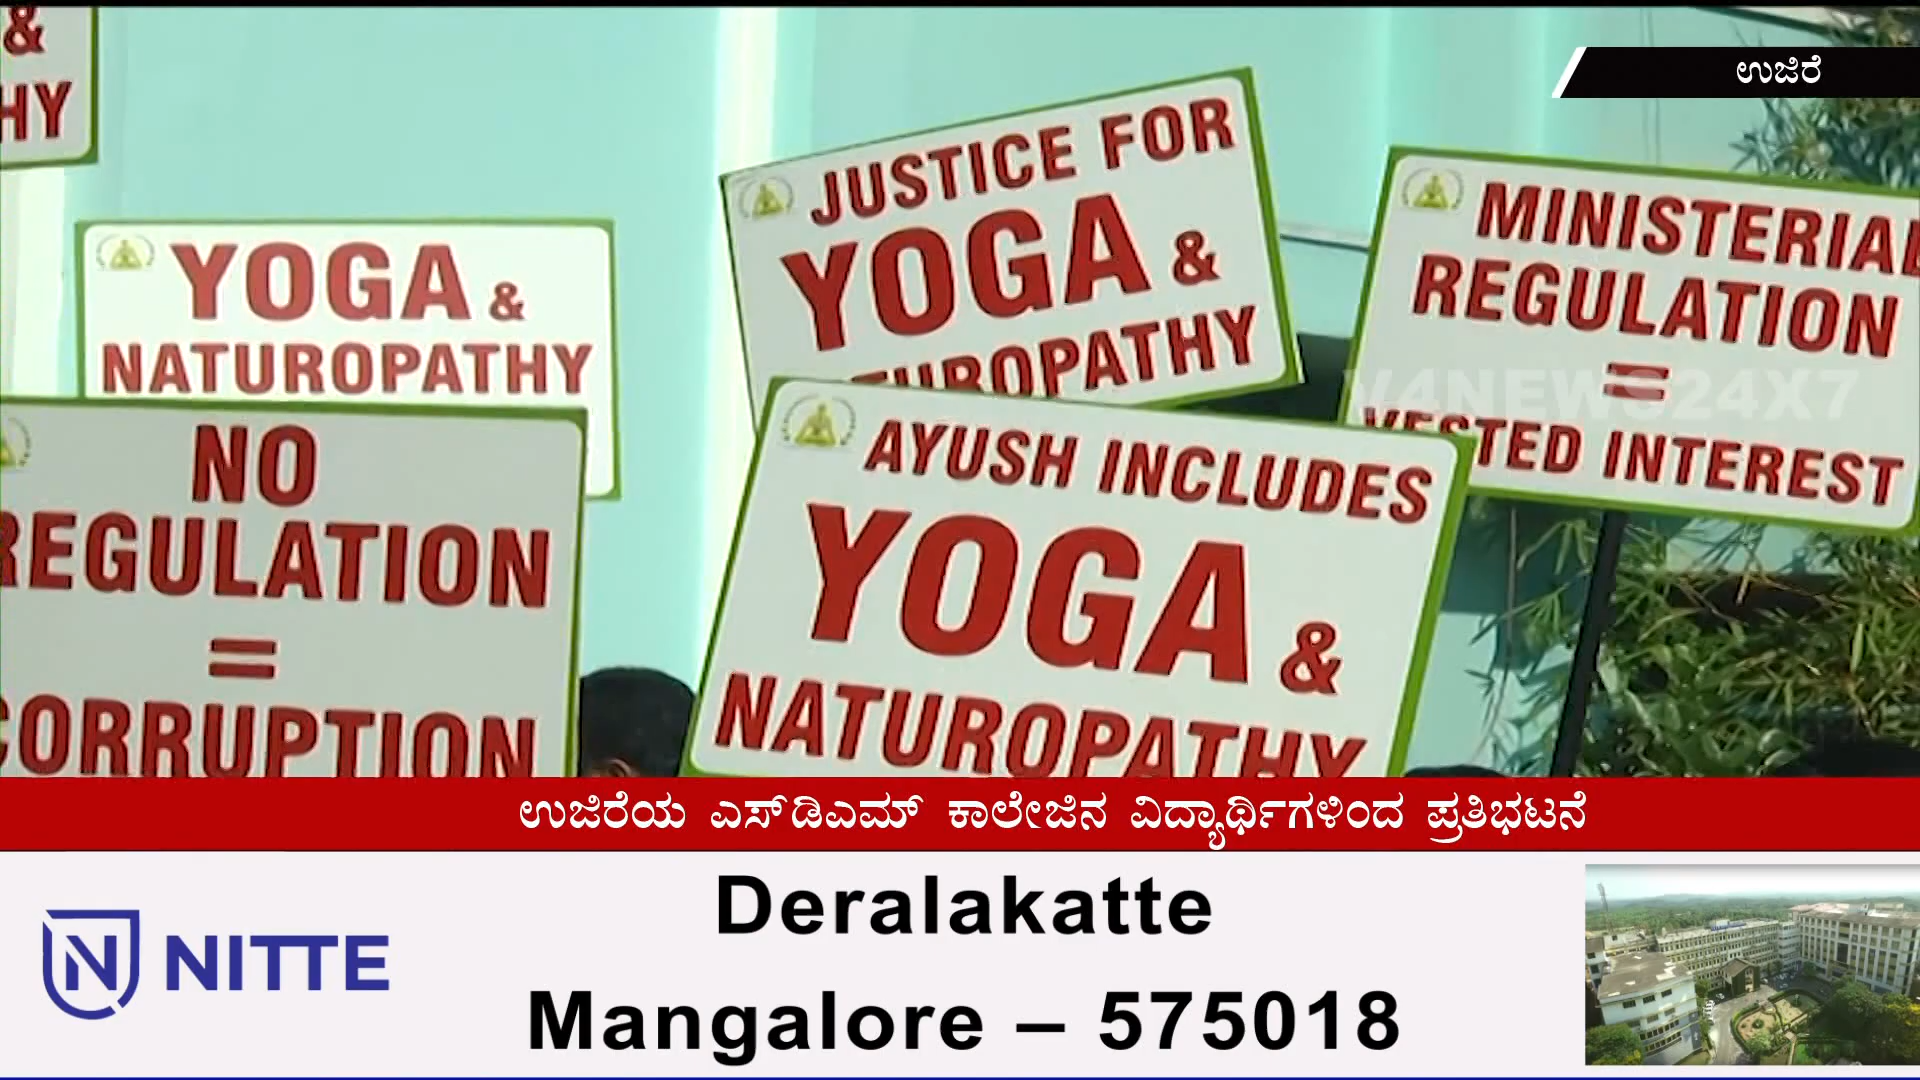 ಉಜಿರೆ
&
HY
YOGA &
NATUROPATHY
JUSTICE FOR
YOGA &
NATUROPATHY
MINISTERIAL
REGULATION
=
VESTED INTEREST
V4NEWS24X7
NO
REGULATION
=
CORRUPTION
AYUSH INCLUDES
YOGA &
NATUROPATHY
ಉಜಿರೆಯ ಎಸ್‌ಡಿಎಮ್ ಕಾಲೇಜಿನ ವಿದ್ಯಾರ್ಥಿಗಳಿಂದ ಪ್ರತಿಭಟನೆ
N NITTE
Deralakatte
Mangalore – 575018